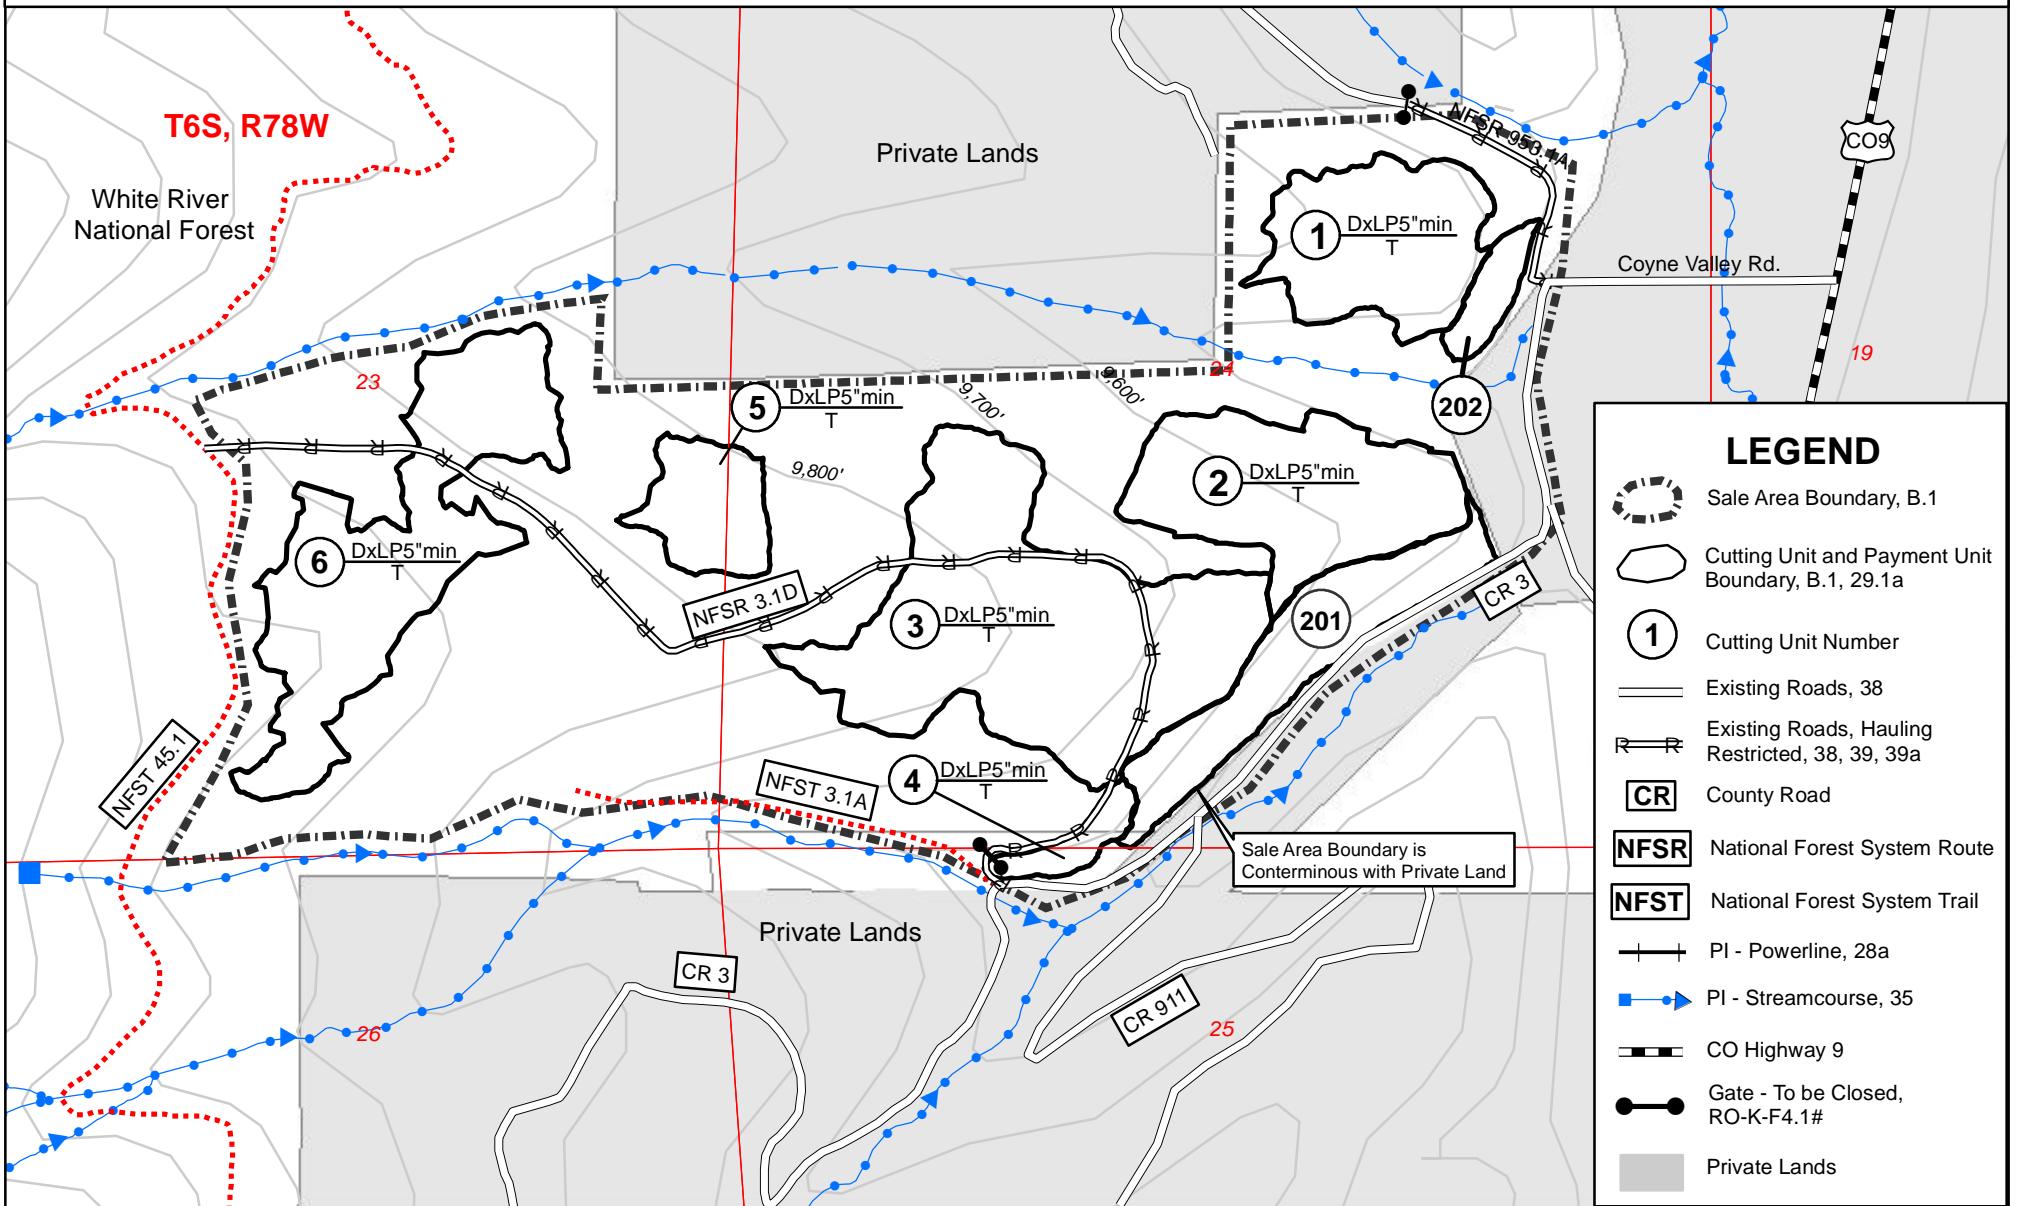 T6S, R78W
White River
National Forest
Private Lands
NFSR 953.1A
CO9
Coyne Valley Rd.
1
DxLP5"min
T
19
23
24
202
5
DxLP5"min
T
9,800'
9,700'
9,600'
2
DxLP5"min
T
6
DxLP5"min
T
NFSR 3.1D
3
DxLP5"min
T
201
CR 3
NFST 45.1
NFST 3.1A
4
DxLP5"min
T
Sale Area Boundary is
Conterminous with Private Land
Private Lands
CR 3
CR 911
26
25
R R R R R R R R R R R R R R R R R R R R R R R R R R
LEGEND
Sale Area Boundary, B.1
Cutting Unit and Payment Unit
Boundary, B.1, 29.1a
1
Cutting Unit Number
Existing Roads, 38
R R
Existing Roads, Hauling
Restricted, 38, 39, 39a
CR
County Road
NFSR
National Forest System Route
NFST
National Forest System Trail
PI - Powerline, 28a
PI - Streamcourse, 35
CO Highway 9
Gate - To be Closed,
RO-K-F4.1#
Private Lands